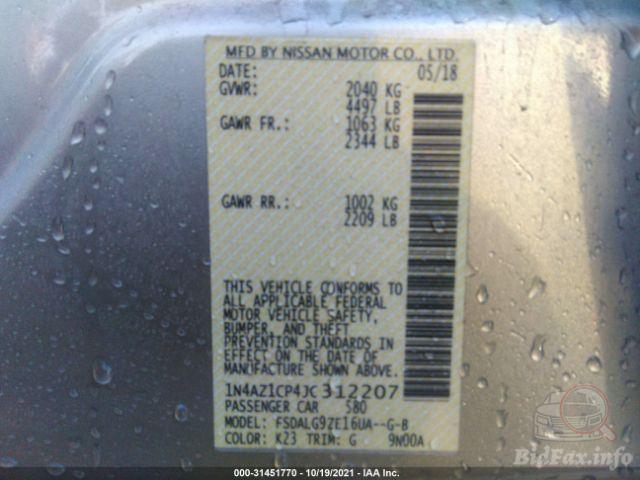 MFD BY NISSAN MOTOR CO., LTD.
DATE: 05/18
GVWR: 2040 KG
4497 LB
GAWR FR.: 1063 KG
2344 LB
GAWR RR.: 1002 KG
2209 LB
THIS VEHICLE CONFORMS TO
ALL APPLICABLE FEDERAL
MOTOR VEHICLE SAFETY,
BUMPER, AND THEFT
PREVENTION STANDARDS IN
EFFECT ON THE DATE OF
MANUFACTURE SHOWN ABOVE.
1N4AZ1CP4JC312207
PASSENGER CAR S80
MODEL: FSDALG9ZE16UA--G-B
COLOR: K23 TRIM: G 9N00A
BidFax.info
000-31451770 - 10/19/2021 - IAA Inc.